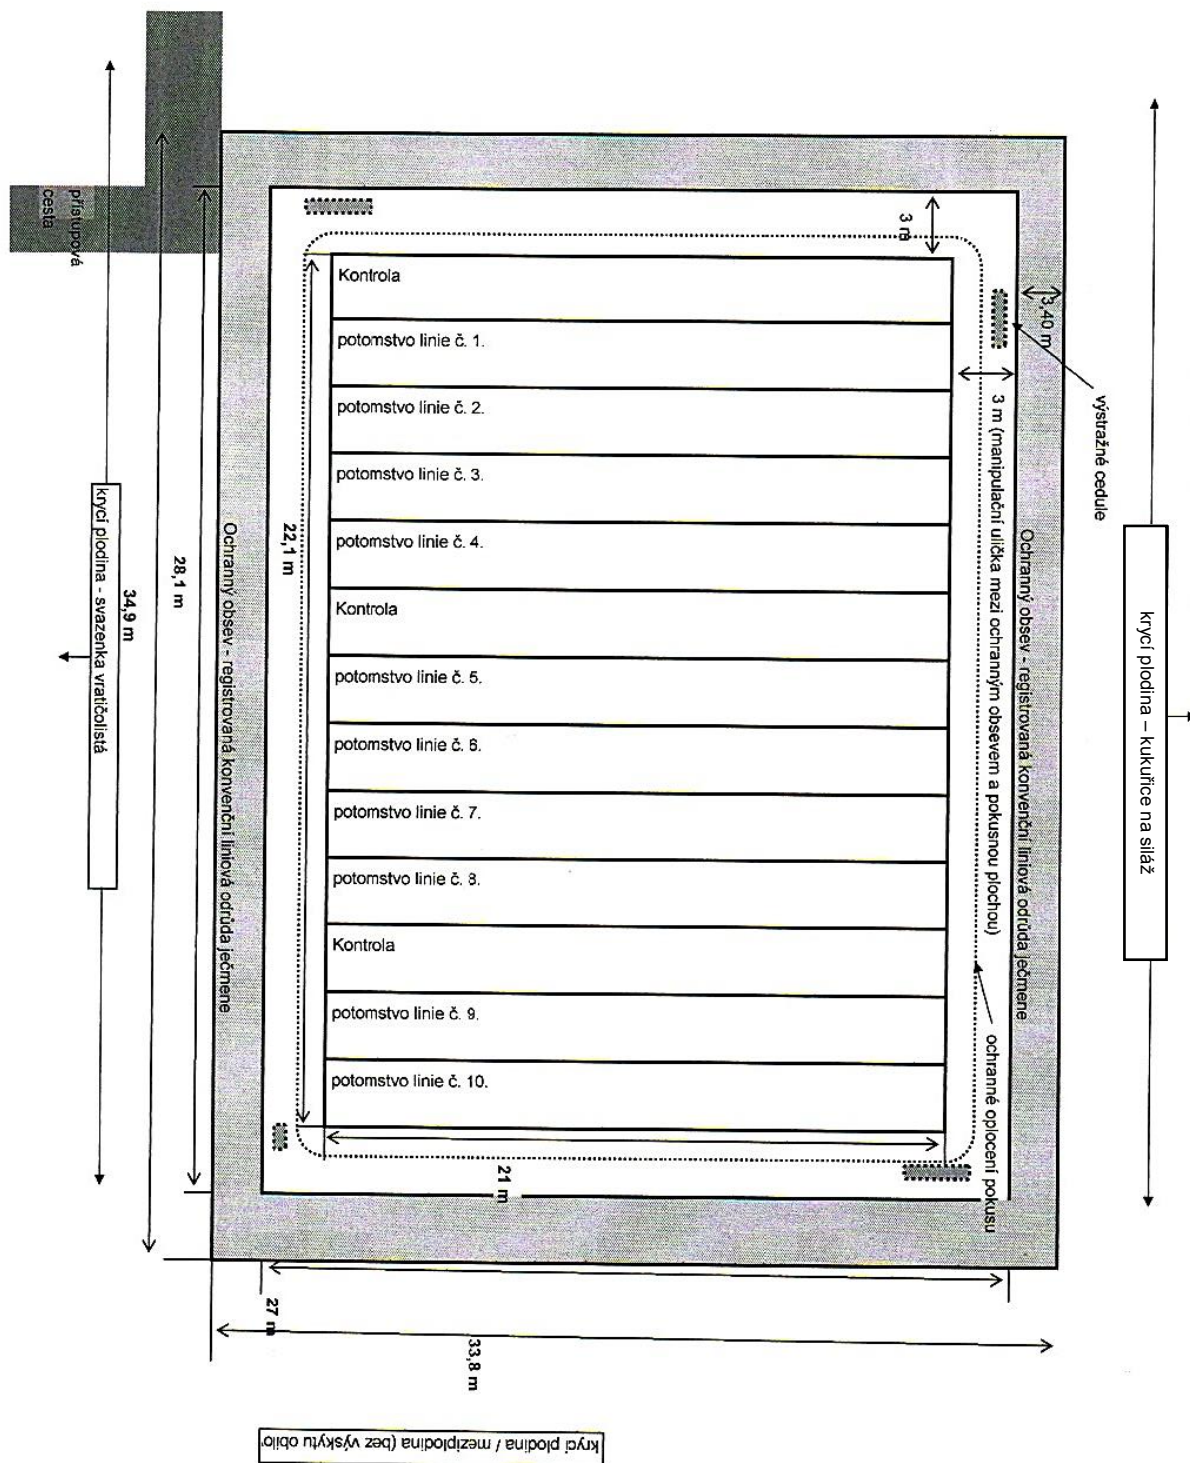 přístupová
cesta
3 m
3,40 m
výstražné cedule
3 m (manipulační ulička mezi ochranným obsevem a pokusnou plochou)
Ochranný obsev - registrovaná konvenční liniová odrůda ječmene
krycí plodina – kukuřice na siláž
Kontrola
potomstvo linie č. 1.
potomstvo linie č. 2.
potomstvo linie č. 3.
potomstvo linie č. 4.
Kontrola
potomstvo linie č. 5.
potomstvo linie č. 6.
potomstvo linie č. 7.
potomstvo linie č. 8.
Kontrola
potomstvo linie č. 9.
potomstvo linie č. 10.
22,1 m
Ochranný obsev - registrovaná konvenční liniová odrůda ječmene
28,1 m
34,9 m
krycí plodina - svazenka vratičolistá
ochranné oplocení pokusu
21 m
27 m
33,8 m
krycí plodina / meziplodina (bez výskytu